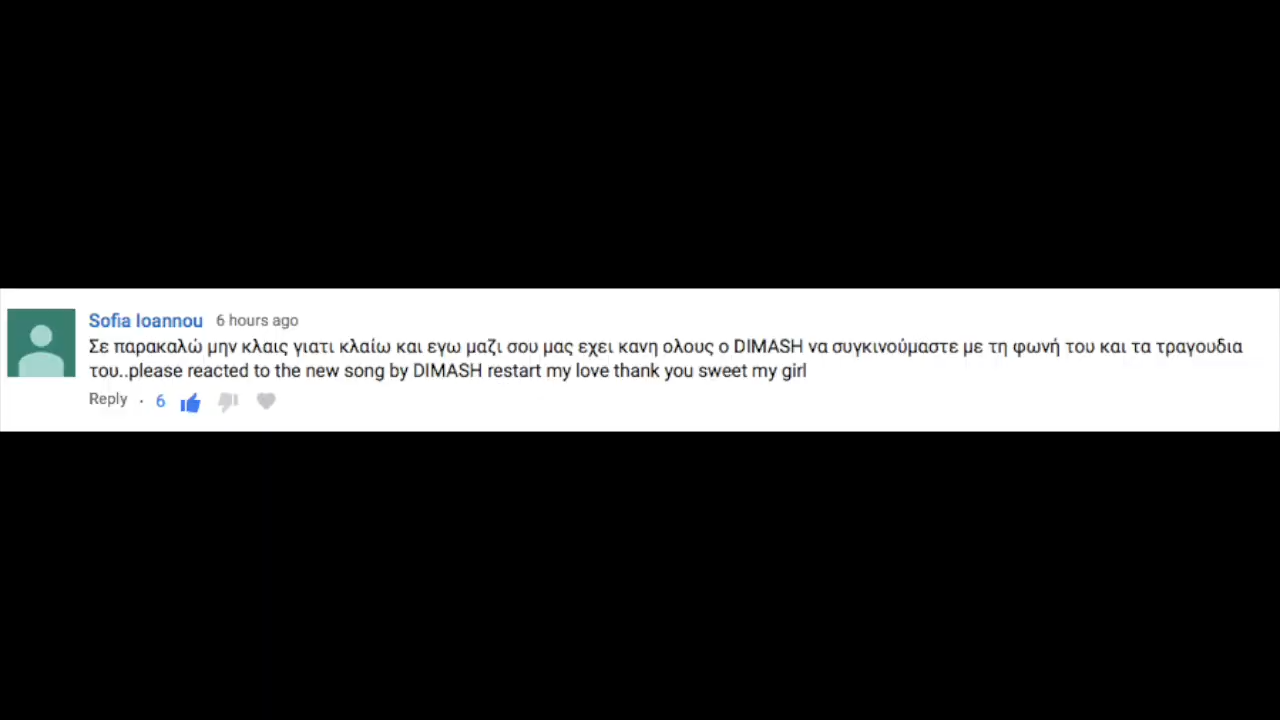 Sofia Ioannou 6 hours ago
Σε παρακαλώ μην κλαις γιατι κλαίω και εγω μαζι σου μας εχει κανη ολους ο DIMASH να συγκινούμαστε με τη φωνή του και τα τραγουδια
του..please reacted to the new song by DIMASH restart my love thank you sweet my girl
Reply · 6